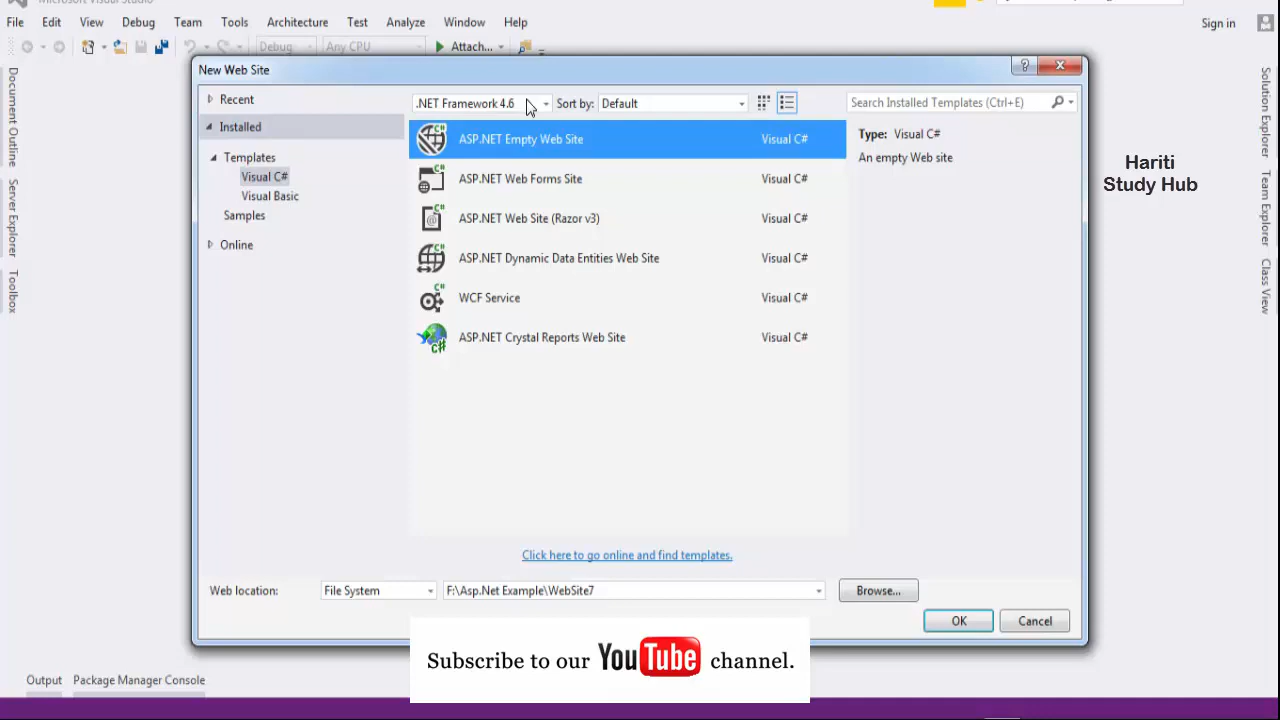 Microsoft Visual Studio
File Edit View Debug Team Tools Architecture Test Analyze Window Help
Sign in
Debug Any CPU Attach...
New Web Site
? X
Recent
.NET Framework 4.6 Sort by: Default
Search Installed Templates (Ctrl+E)
Installed
Templates
Visual C#
Visual Basic
Samples
Online
ASP.NET Empty Web Site Visual C#
ASP.NET Web Forms Site Visual C#
ASP.NET Web Site (Razor v3) Visual C#
ASP.NET Dynamic Data Entities Web Site Visual C#
WCF Service Visual C#
ASP.NET Crystal Reports Web Site Visual C#
Type: Visual C#
An empty Web site
Click here to go online and find templates.
Web location: File System F:\Asp.Net Example\WebSite7 Browse...
OK Cancel
Document Outline
Server Explorer
Toolbox
Solution Explorer
Team Explorer
Class View
Hariti
Study Hub
Subscribe to our YouTube channel.
Output Package Manager Console